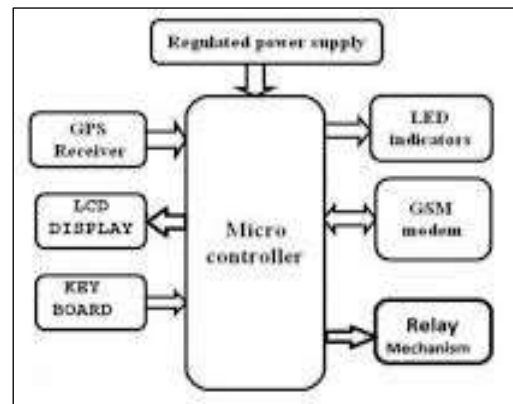 Regulated power supply
GPS
Receiver
LED
indicators
LCD
DISPLAY
Micro
controller
GSM
modem
KEY
BOARD
Relay
Mechanism